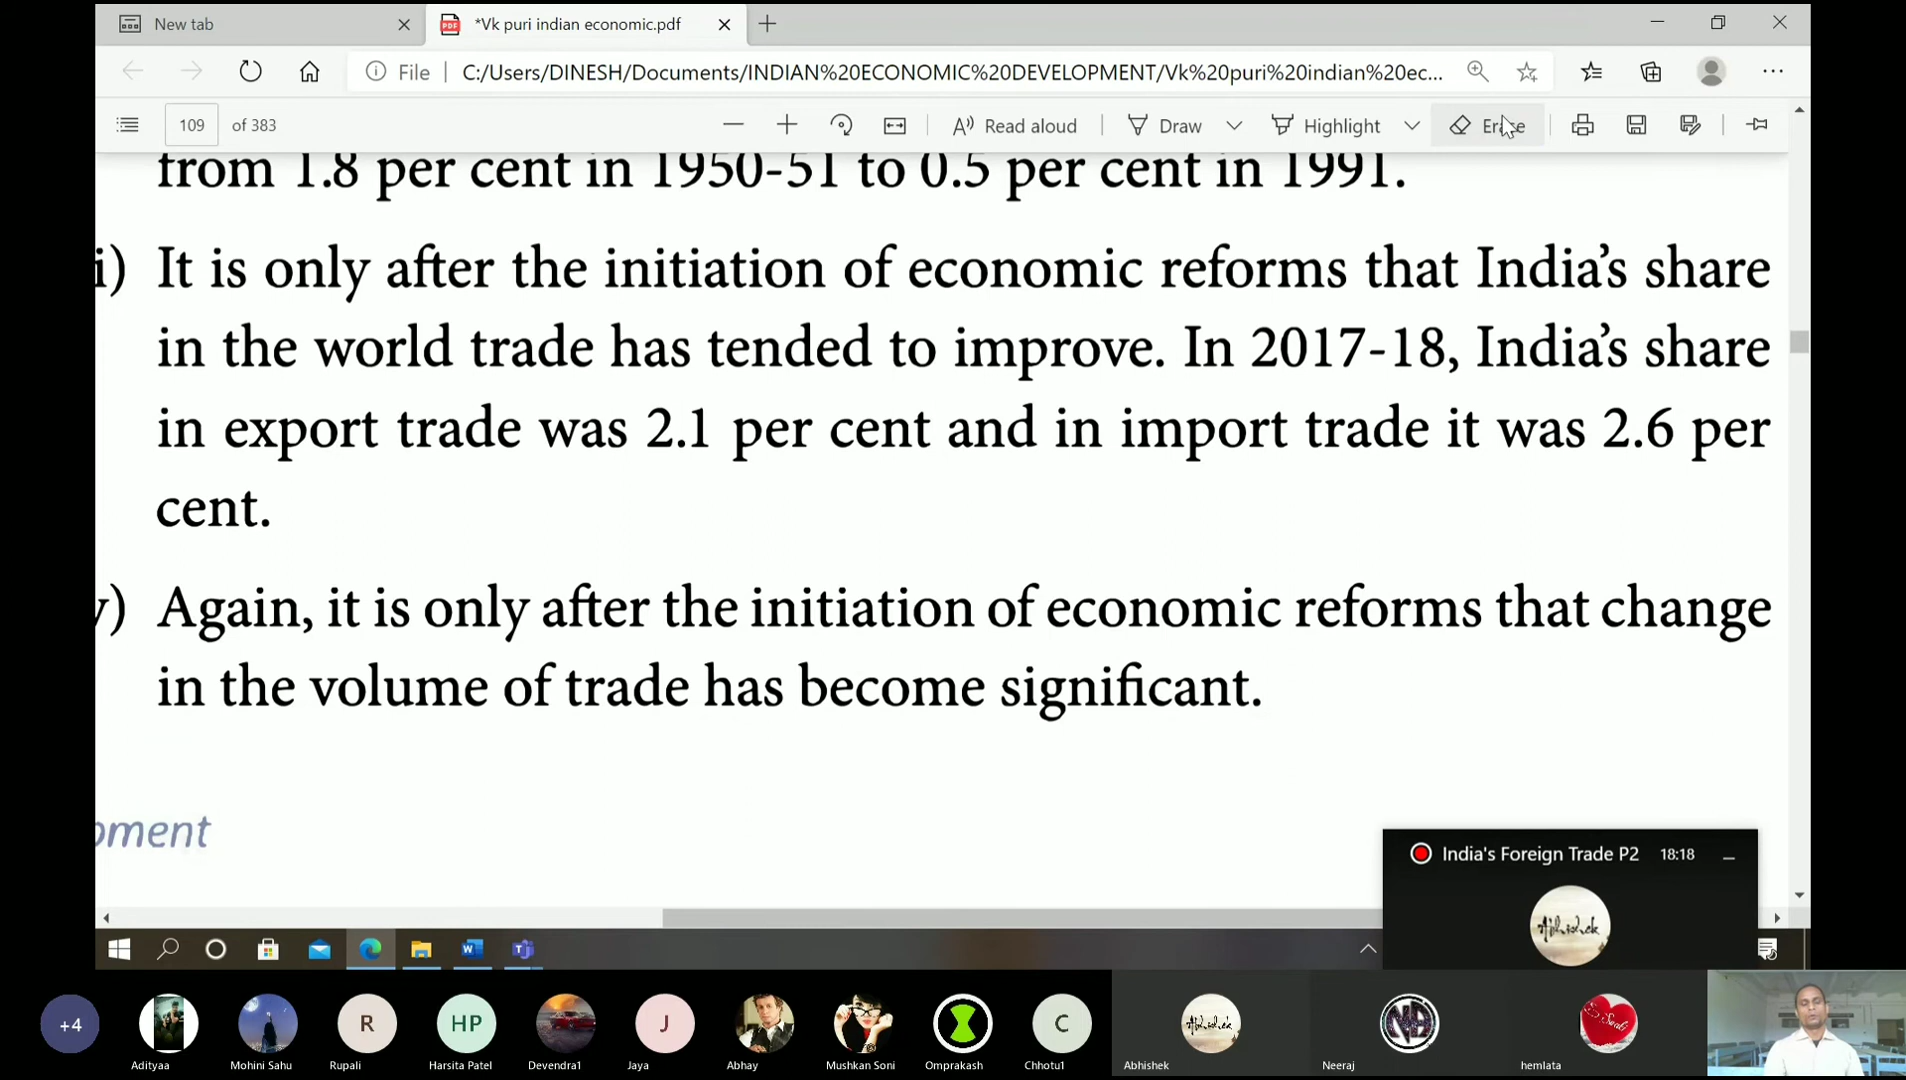 New tab
*Vk puri indian economic.pdf
File
C:/Users/DINESH/Documents/INDIAN%20ECONOMIC%20DEVELOPMENT/Vk%20puri%20indian%20ec...
109 of 383
Read aloud
Draw
Highlight
Erase
from 1.8 per cent in 1950-51 to 0.5 per cent in 1991.
i) It is only after the initiation of economic reforms that India's share
in the world trade has tended to improve. In 2017-18, India's share
in export trade was 2.1 per cent and in import trade it was 2.6 per
cent.
v) Again, it is only after the initiation of economic reforms that change
in the volume of trade has become significant.
pment
India's Foreign Trade P2 18:18
Abhishek
+4
R
HP
J
C
Abhishek
Adityaa
Mohini Sahu
Rupali
Harsita Patel
Devendra1
Jaya
Abhay
Mushkan Soni
Omprakash
Chhotu1
Abhishek
Neeraj
hemlata